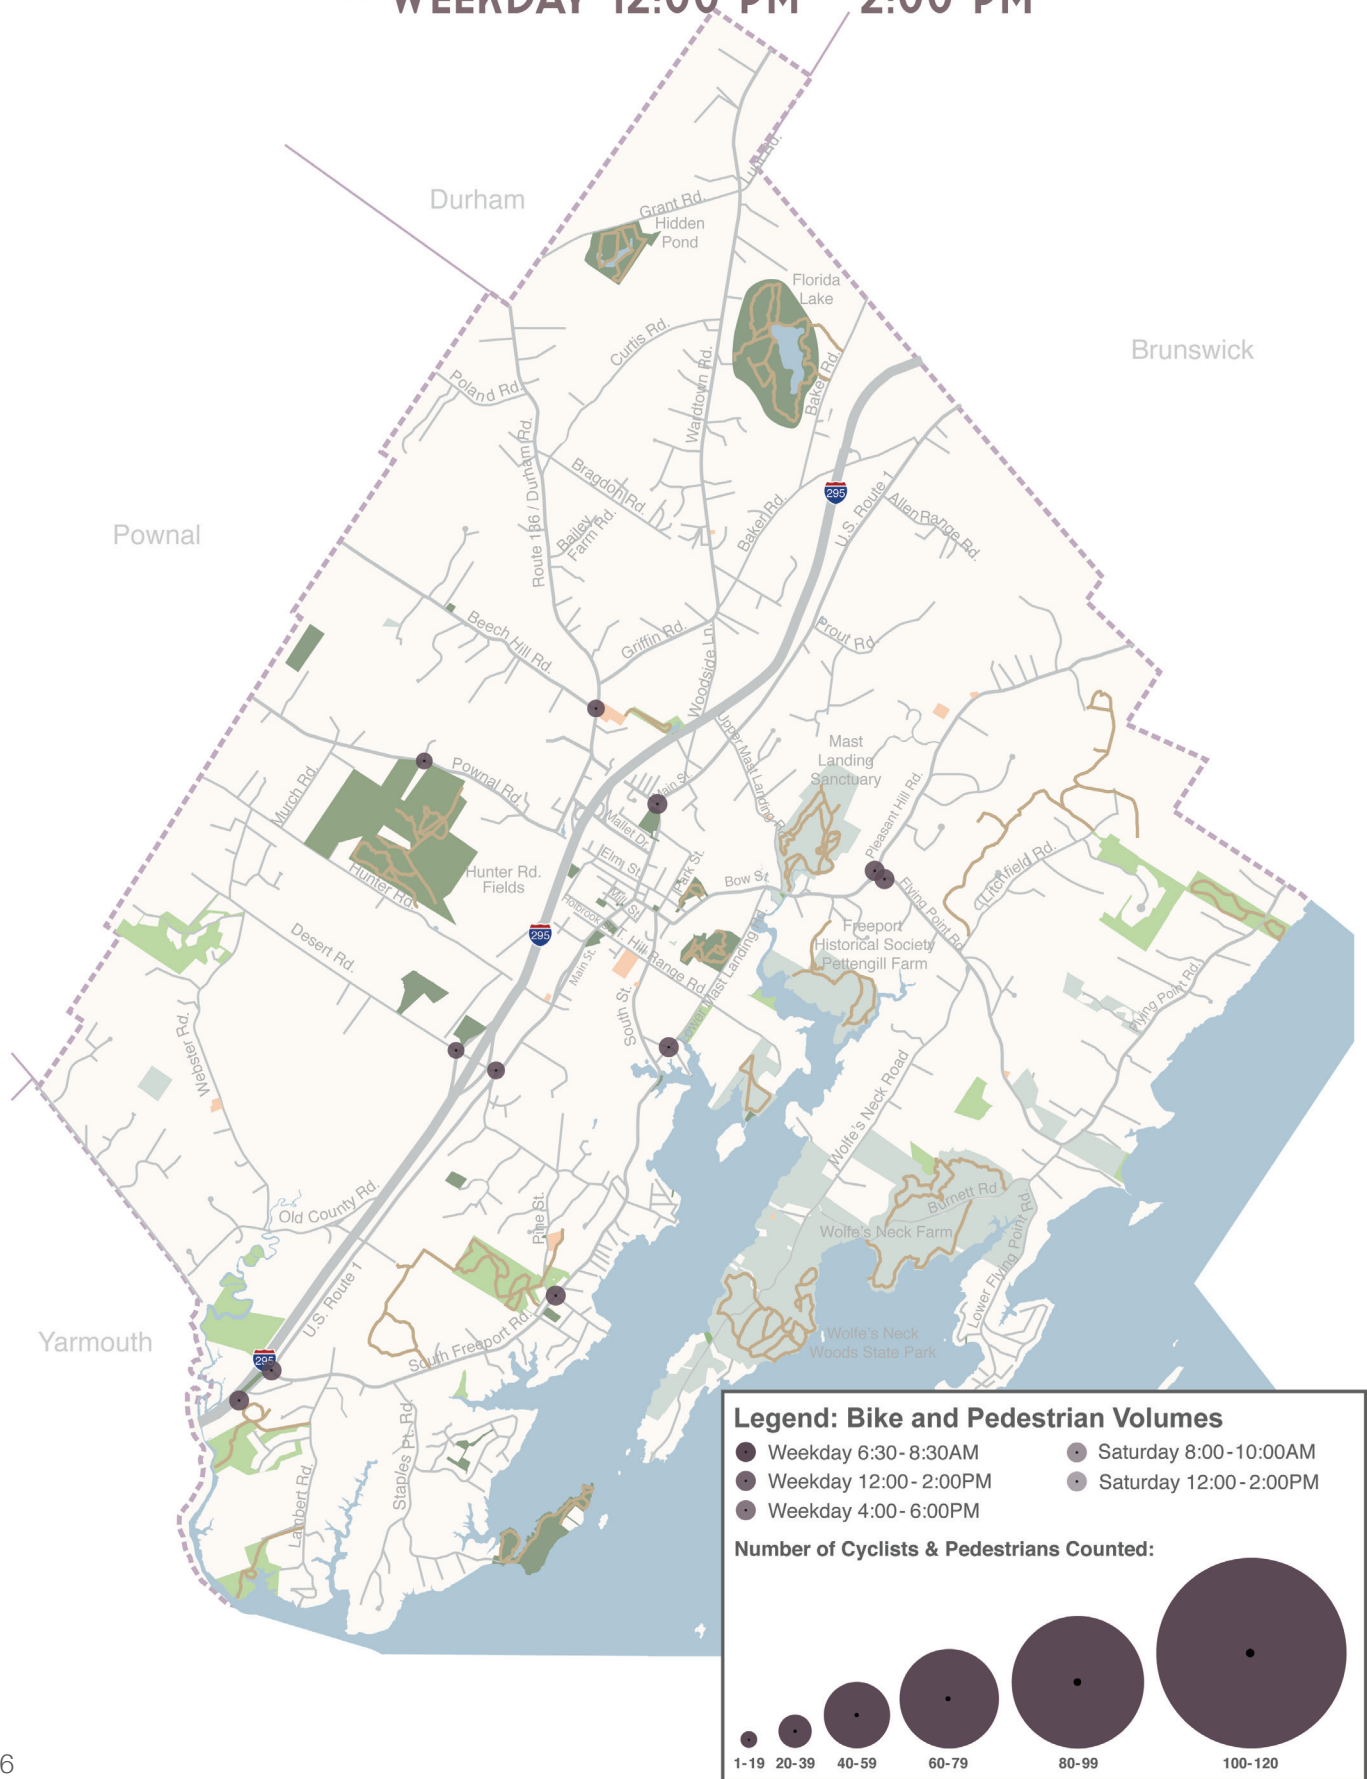 WEEKDAY 12:00 PM - 2:00 PM
Durham
Lunt Rd.
Grant Rd.
Hidden
Pond
Florida
Lake
Brunswick
Curtis Rd.
Poland Rd.
Wardtown Rd.
Baker Rd.
Route 136 / Durham Rd.
Bragdon Rd.
295
U.S. Route 1
Allen Range Rd.
Pownal
Bailey
Farm Rd.
Baker Rd.
Beech Hill Rd.
Griffin Rd.
Prout Rd.
Woodside Ln.
Upper Mast Landing Rd.
Mast
Landing
Sanctuary
Pownal Rd.
Murch Rd.
Main St.
Mallet Dr.
Pleasant Hill Rd.
Elm St.
Park St.
Bow St.
Litchfield Rd.
Hunter Rd.
Hunter Rd.
Fields
Mill St.
Holbrook
Flying Point Rd.
Freeport
Historical Society
Pettengill Farm
295
Desert Rd.
Main St.
T. Hill Range Rd.
Lower Mast Landing Rd.
South St.
Flying Point Rd.
Webster Rd.
Wolfe's Neck Road
Old County Rd.
Pine St.
Burnett Rd
Wolfe's Neck Farm
Lower Flying Point Rd
U.S. Route 1
Yarmouth
South Freeport Rd.
Wolfe's Neck
Woods State Park
295
Staples Pt. Rd.
Lambert Rd.
Legend: Bike and Pedestrian Volumes
Weekday 6:30-8:30AM
Saturday 8:00-10:00AM
Weekday 12:00-2:00PM
Saturday 12:00-2:00PM
Weekday 4:00-6:00PM
Number of Cyclists & Pedestrians Counted:
1-19 20-39 40-59 60-79 80-99 100-120
6